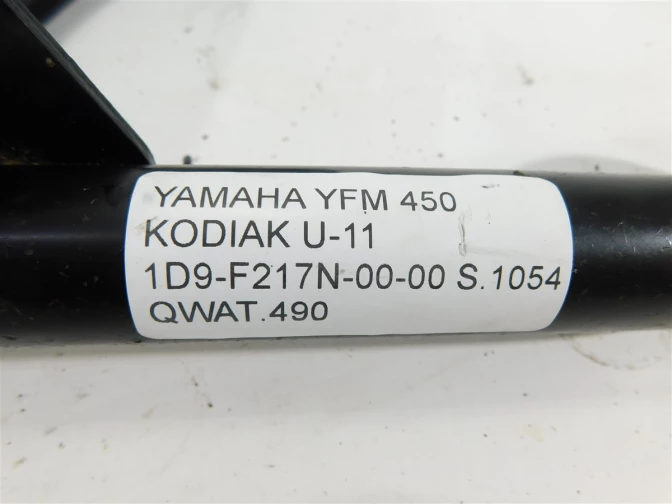 YAMAHA YFM 450
KODIAK U-11
1D9-F217N-00-00 S.1054
QWAT.490